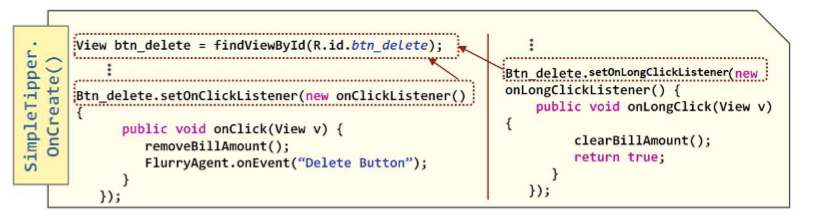 SimpleTipper.
OnCreate()
View btn_delete = findViewById(R.id.btn_delete);
⋮
Btn_delete.setOnClickListener(new onClickListener()
{
public void onClick(View v) {
removeBillAmount();
FlurryAgent.onEvent(“Delete Button”);
}
});
⋮
Btn_delete.setOnLongClickListener(new
onLongClickListener() {
public void onLongClick(View v)
{
clearBillAmount();
return true;
}
});